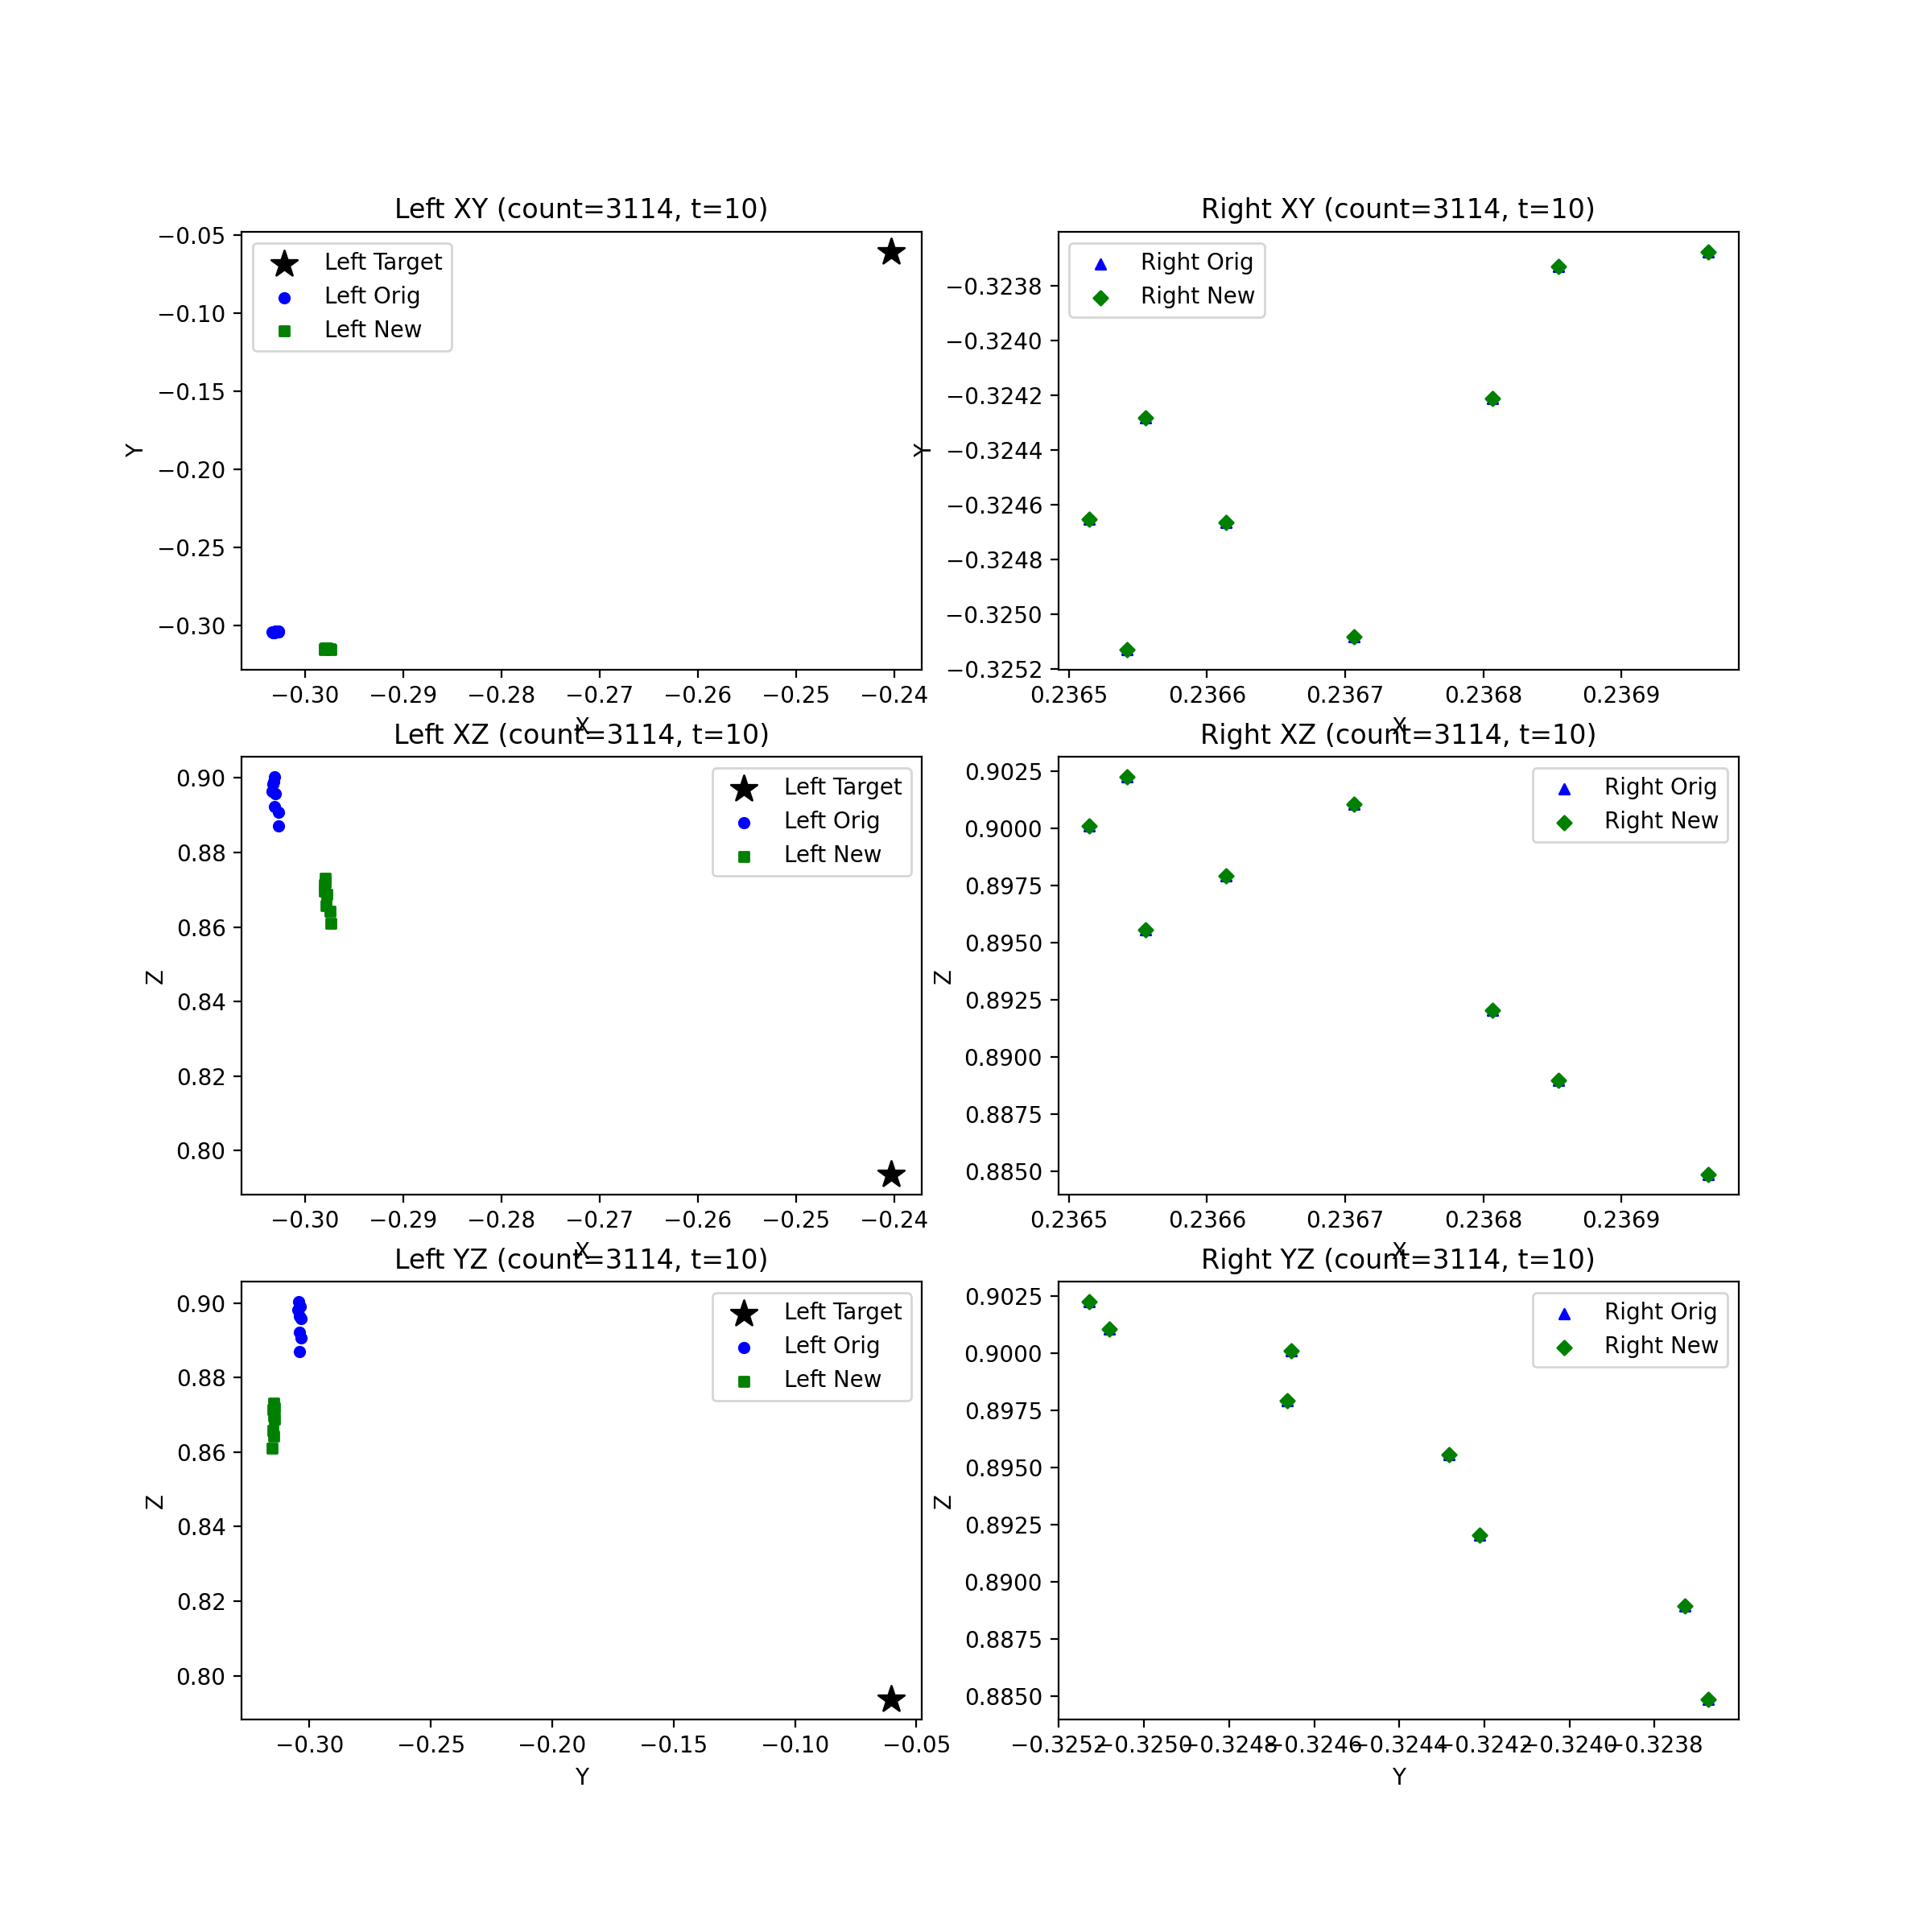 Left XY (count=3114, t=10)
Left Target
Left Orig
Left New
−0.05
−0.10
−0.15
−0.20
−0.25
−0.30
Y
−0.30 −0.29 −0.28 −0.27 −0.26 −0.25 −0.24
X
Right XY (count=3114, t=10)
Right Orig
Right New
−0.3238
−0.3240
−0.3242
−0.3244
−0.3246
−0.3248
−0.3250
−0.3252
Y
0.2365 0.2366 0.2367 0.2368 0.2369
X
Left XZ (count=3114, t=10)
Left Target
Left Orig
Left New
0.90
0.88
0.86
0.84
0.82
0.80
Z
−0.30 −0.29 −0.28 −0.27 −0.26 −0.25 −0.24
X
Right XZ (count=3114, t=10)
Right Orig
Right New
0.9025
0.9000
0.8975
0.8950
0.8925
0.8900
0.8875
0.8850
Z
0.2365 0.2366 0.2367 0.2368 0.2369
X
Left YZ (count=3114, t=10)
Left Target
Left Orig
Left New
0.90
0.88
0.86
0.84
0.82
0.80
Z
−0.30 −0.25 −0.20 −0.15 −0.10 −0.05
Y
Right YZ (count=3114, t=10)
Right Orig
Right New
0.9025
0.9000
0.8975
0.8950
0.8925
0.8900
0.8875
0.8850
Z
−0.3252 −0.3250 −0.3248 −0.3246 −0.3244 −0.3242 −0.3240 −0.3238
Y